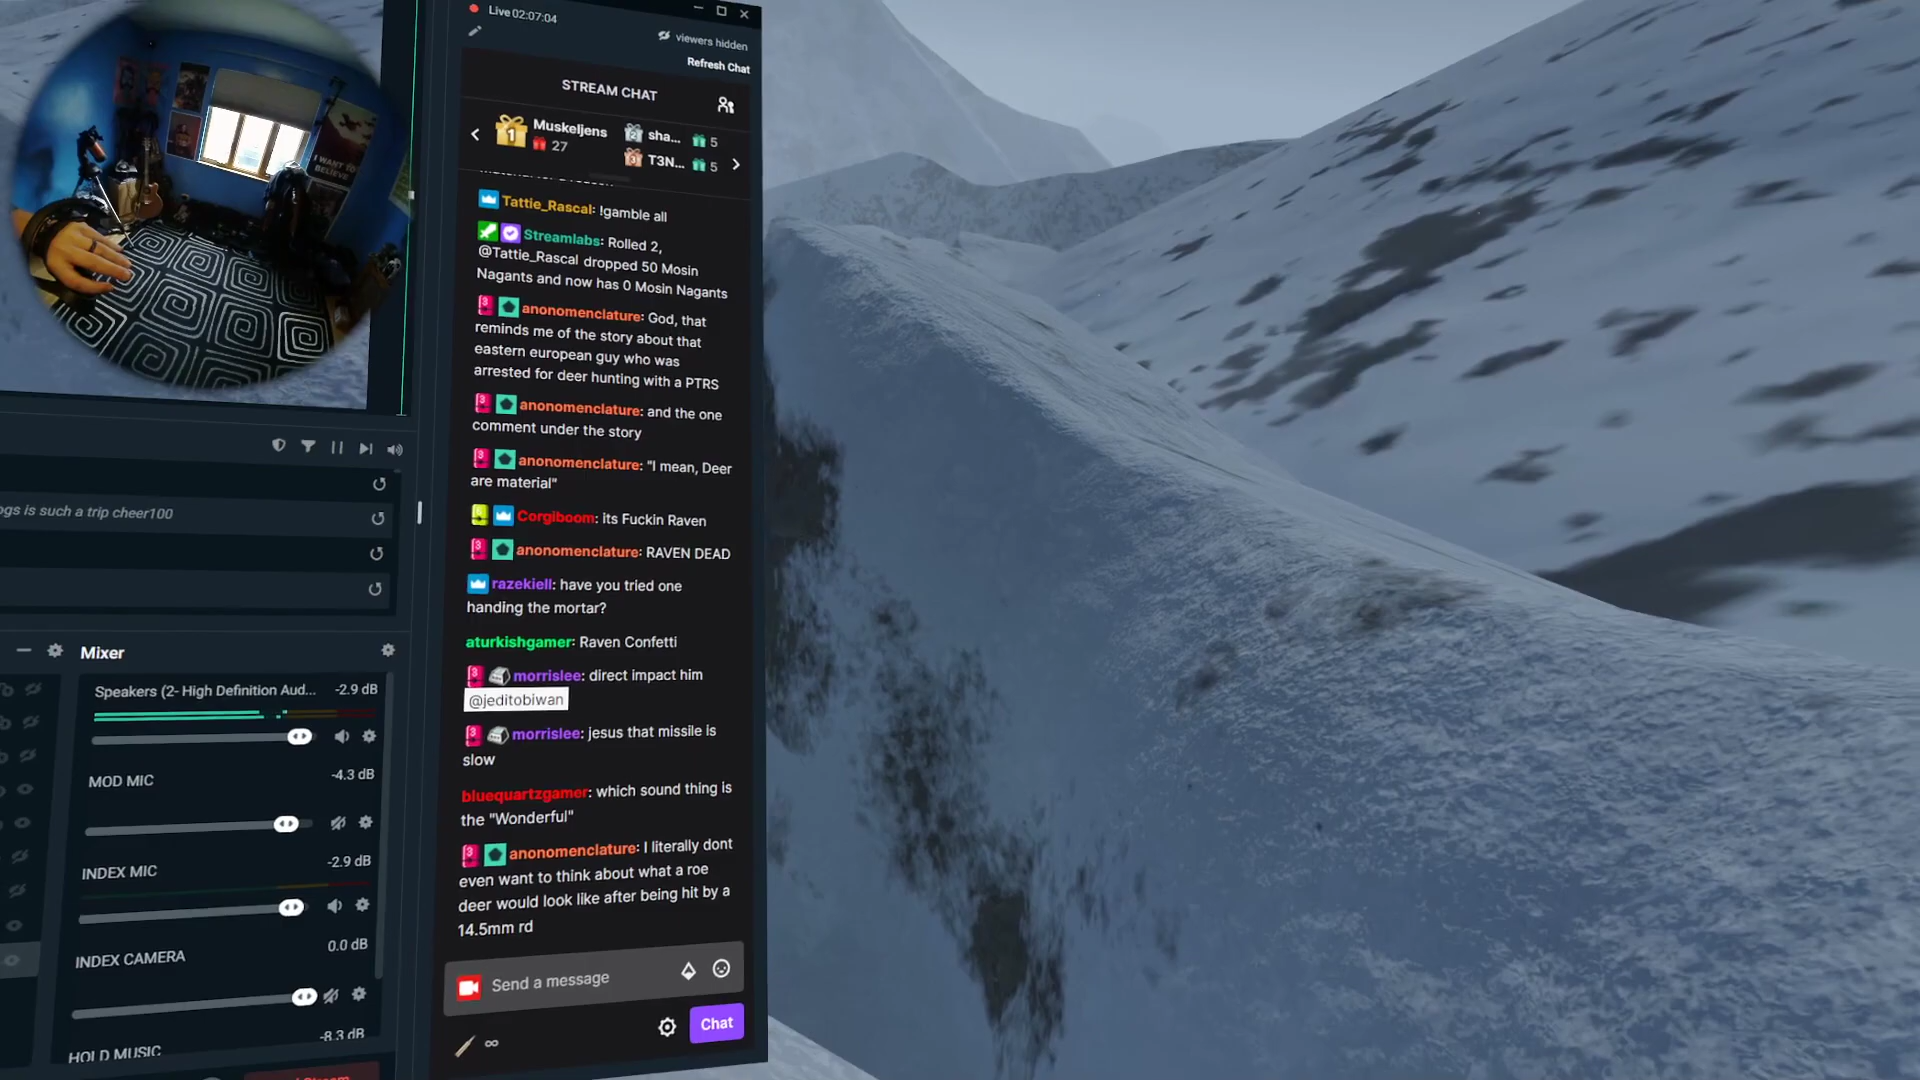 Live 02:07:04
viewers hidden
Refresh Chat
STREAM CHAT
1 Muskeljens
27
2 sha... 5
3 T3N... 5
Tattie_Rascal: !gamble all
Streamlabs: Rolled 2,
@Tattie_Rascal dropped 50 Mosin
Nagants and now has 0 Mosin Nagants
anonomenclature: God, that
reminds me of the story about that
eastern european guy who was
arrested for deer hunting with a PTRS
anonomenclature: and the one
comment under the story
anonomenclature: "I mean, Deer
are material"
Corgiboom: its Fuckin Raven
anonomenclature: RAVEN DEAD
razekiell: have you tried one
handing the mortar?
aturkishgamer: Raven Confetti
morrislee: direct impact him
@jeditobiwan
morrislee: jesus that missile is
slow
bluequartzgamer: which sound thing is
the "Wonderful"
anonomenclature: I literally dont
even want to think about what a roe
deer would look like after being hit by a
14.5mm rd
Send a message
Chat
∞
I WANT TO
BELIEVE
ogs is such a trip cheer100
Mixer
Speakers (2- High Definition Aud... -2.9 dB
MOD MIC -4.3 dB
INDEX MIC -2.9 dB
INDEX CAMERA 0.0 dB
HOLD MUSIC -8.3 dB